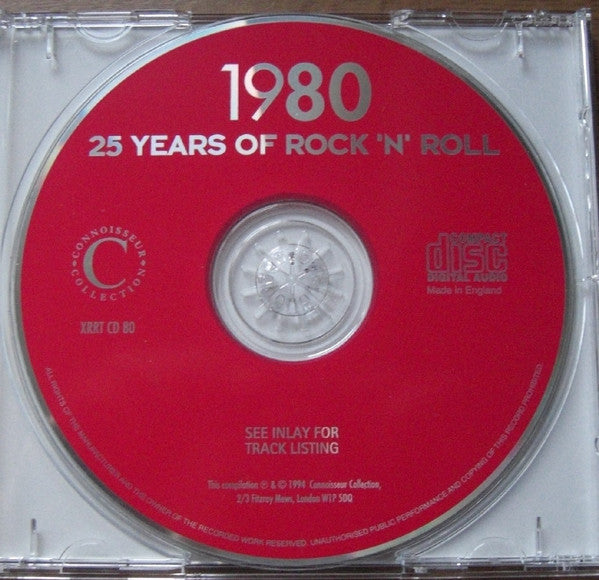 1980
25 YEARS OF ROCK 'N' ROLL
CONNOISSEUR
C
COLLECTION
COMPACT
disc
DIGITAL AUDIO
Made in England
XRRT CD 80
SEE INLAY FOR
TRACK LISTING
This compilation ℗ & © 1994 Connoisseur Collection,
2/3 Fitzroy Mews, London W1P 5DQ
ALL RIGHTS OF THE MANUFACTURER AND THE OWNER OF THE RECORDED WORK RESERVED. UNAUTHORISED PUBLIC PERFORMANCE AND COPYING OF THIS RECORD PROHIBITED.